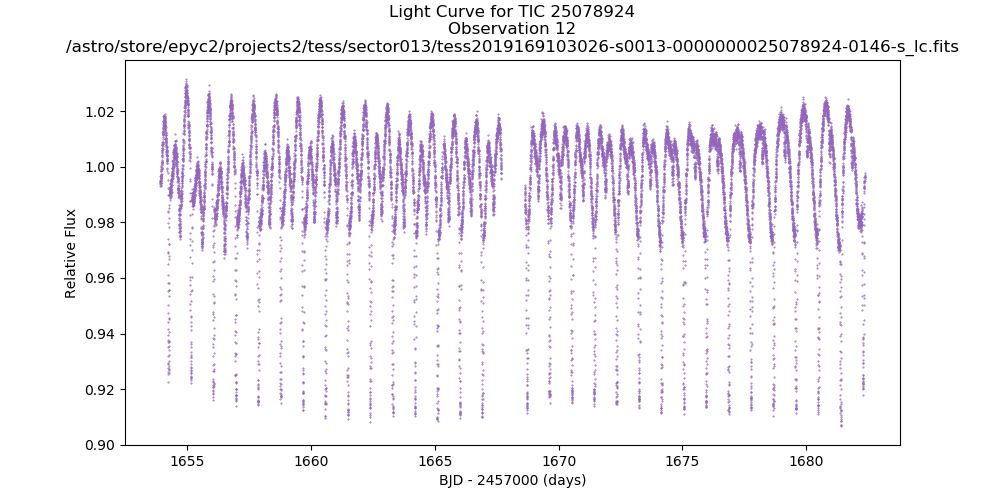 Light Curve for TIC 25078924
Observation 12
/astro/store/epyc2/projects2/tess/sector013/tess2019169103026-s0013-0000000025078924-0146-s_lc.fits
1.02
1.00
0.98
0.96
0.94
0.92
0.90
Relative Flux
1655 1660 1665 1670 1675 1680
BJD - 2457000 (days)